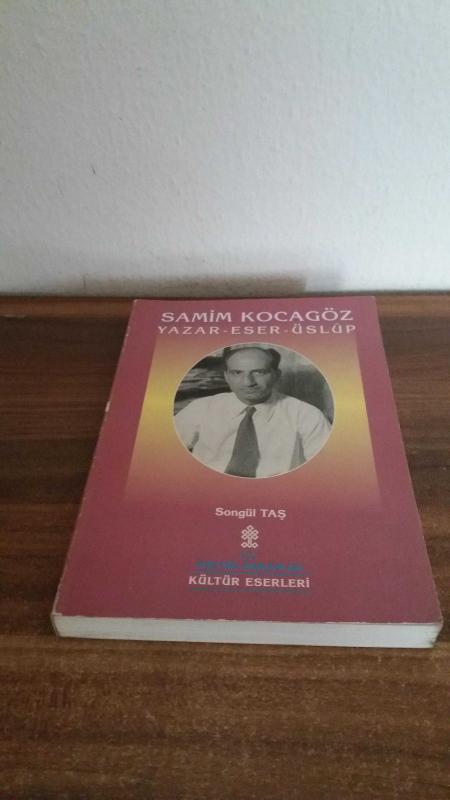 SAMİM KOCAGÖZ
YAZAR-ESER-ÜSLÛP
Songül TAŞ
KÜLTÜR ESERLERİ